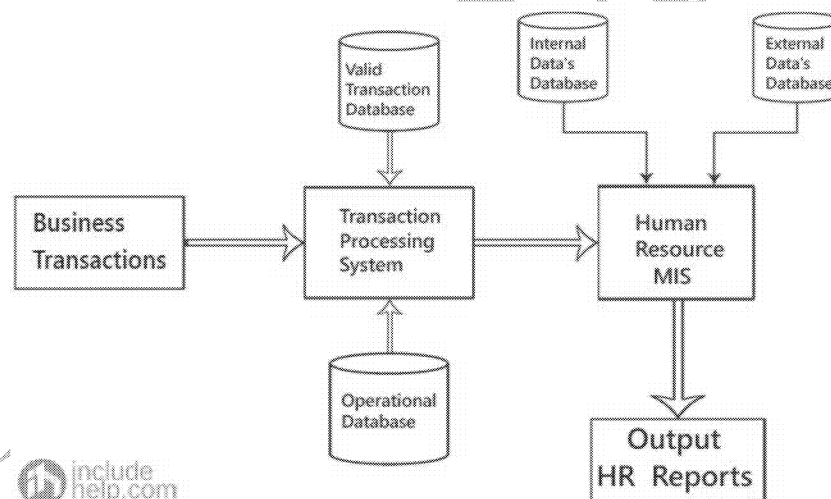 Valid
Transaction
Database
Internal
Data's
Database
External
Data's
Database
Business
Transactions
Transaction
Processing
System
Human
Resource
MIS
Operational
Database
Output
HR Reports
include
help.com